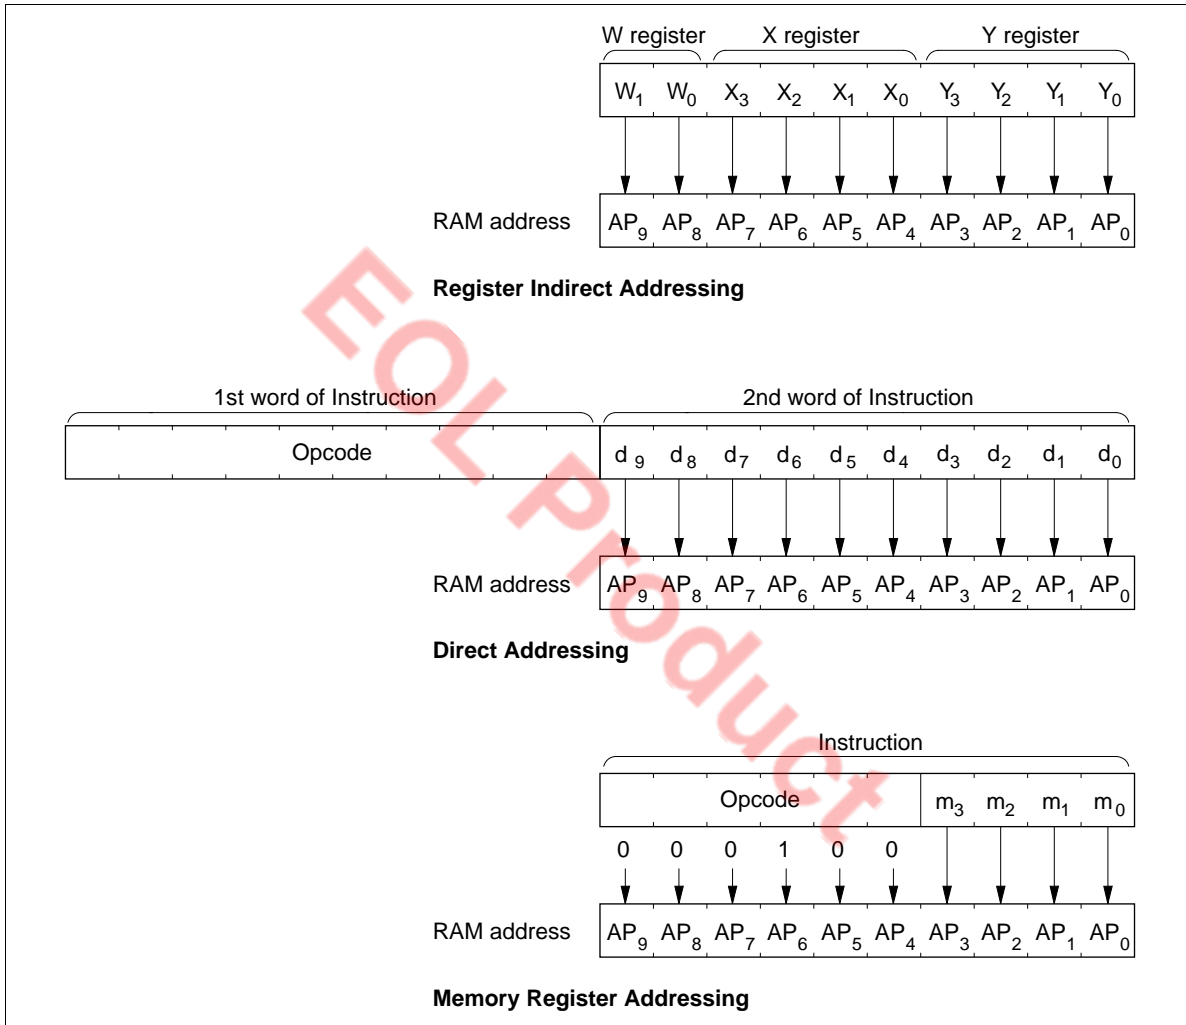 W register X register Y register
W1 W0 X3 X2 X1 X0 Y3 Y2 Y1 Y0
RAM address AP9 AP8 AP7 AP6 AP5 AP4 AP3 AP2 AP1 AP0
Register Indirect Addressing
1st word of Instruction 2nd word of Instruction
Opcode d9 d8 d7 d6 d5 d4 d3 d2 d1 d0
RAM address AP9 AP8 AP7 AP6 AP5 AP4 AP3 AP2 AP1 AP0
Direct Addressing
Instruction
Opcode m3 m2 m1 m0
0 0 0 1 0 0
RAM address AP9 AP8 AP7 AP6 AP5 AP4 AP3 AP2 AP1 AP0
Memory Register Addressing
EOL Product